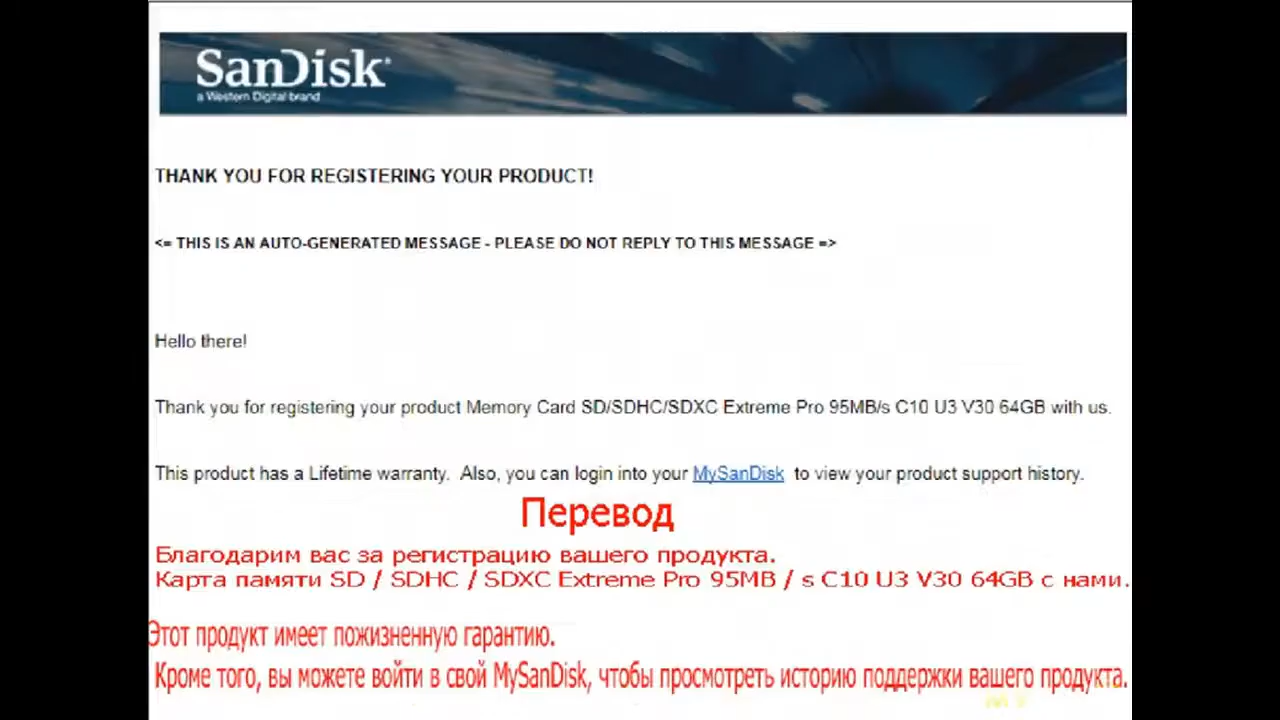 SanDisk®
a Western Digital brand
THANK YOU FOR REGISTERING YOUR PRODUCT!
<= THIS IS AN AUTO-GENERATED MESSAGE - PLEASE DO NOT REPLY TO THIS MESSAGE =>
Hello there!
Thank you for registering your product Memory Card SD/SDHC/SDXC Extreme Pro 95MB/s C10 U3 V30 64GB with us.
This product has a Lifetime warranty. Also, you can login into your MySanDisk to view your product support history.
Перевод
Благодарим вас за регистрацию вашего продукта.
Карта памяти SD / SDHC / SDXC Extreme Pro 95MB / s C10 U3 V30 64GB с нами.
Этот продукт имеет пожизненную гарантию.
Кроме того, вы можете войти в свой MySanDisk, чтобы просмотреть историю поддержки вашего продукта.